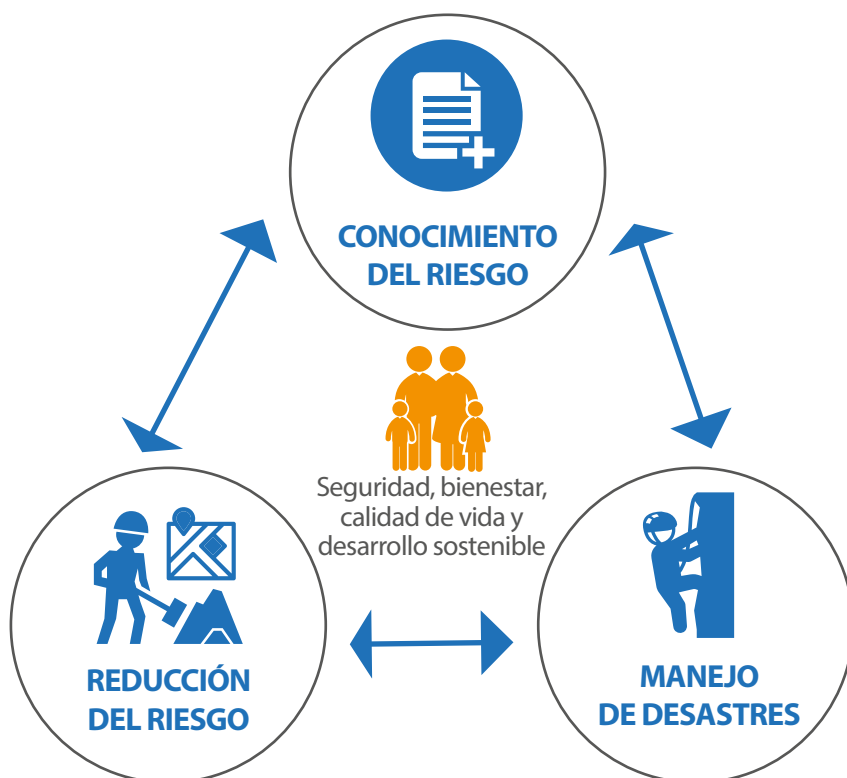 CONOCIMIENTO
DEL RIESGO
Seguridad, bienestar,
calidad de vida y
desarrollo sostenible
REDUCCIÓN
DEL RIESGO
MANEJO
DE DESASTRES